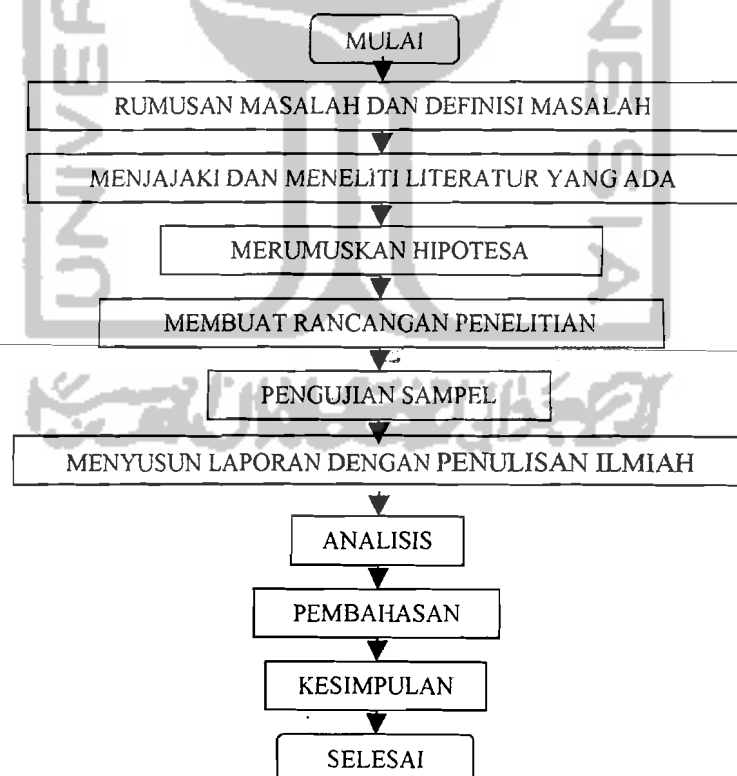 MULAI
RUMUSAN MASALAH DAN DEFINISI MASALAH
MENJAJAKI DAN MENELITI LITERATUR YANG ADA
MERUMUSKAN HIPOTESA
MEMBUAT RANCANGAN PENELITIAN
PENGUJIAN SAMPEL
MENYUSUN LAPORAN DENGAN PENULISAN ILMIAH
ANALISIS
PEMBAHASAN
KESIMPULAN
SELESAI